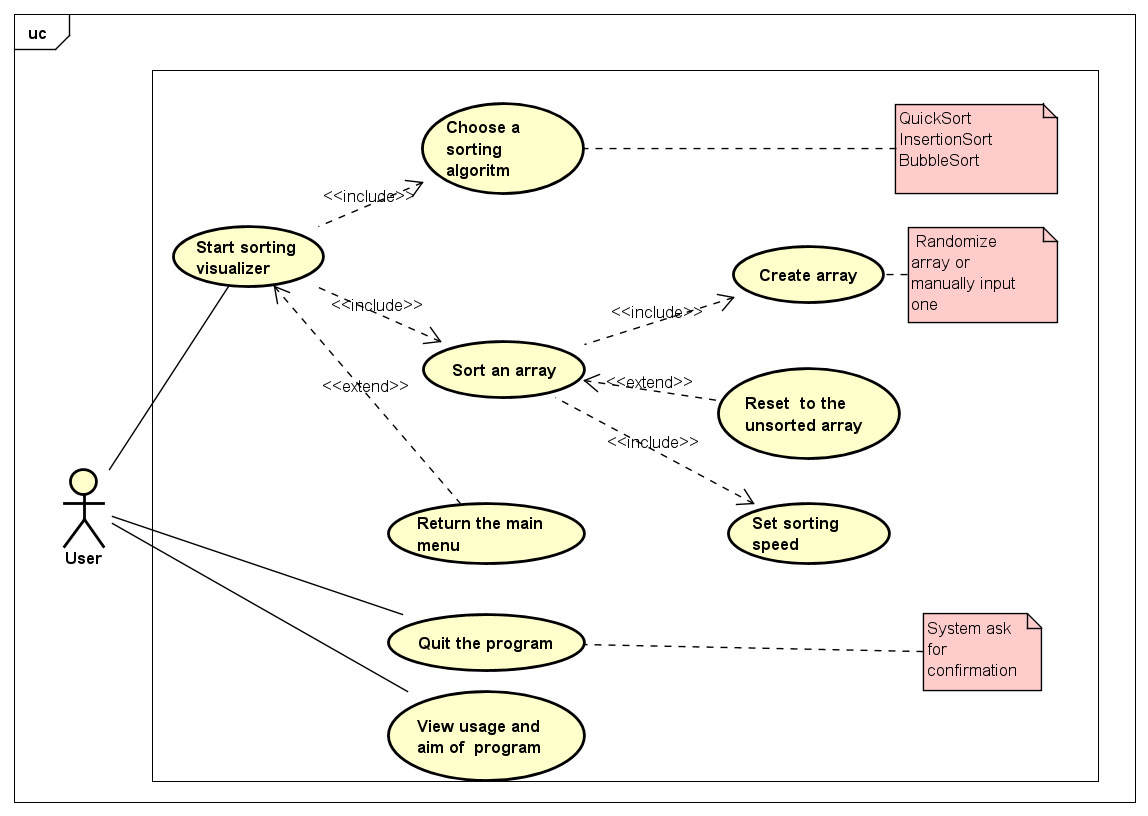 uc
Choose a
sorting
algoritm
QuickSort
InsertionSort
BubbleSort
<<include>>
Start sorting
visualizer
Randomize
array or
manually input
one
Create array
<<include>>
<<include>>
Sort an array
<<extend>>
<<extend>>
Reset to the
unsorted array
<<include>>
Return the main
menu
Set sorting
speed
User
Quit the program
System ask
for
confirmation
View usage and
aim of program